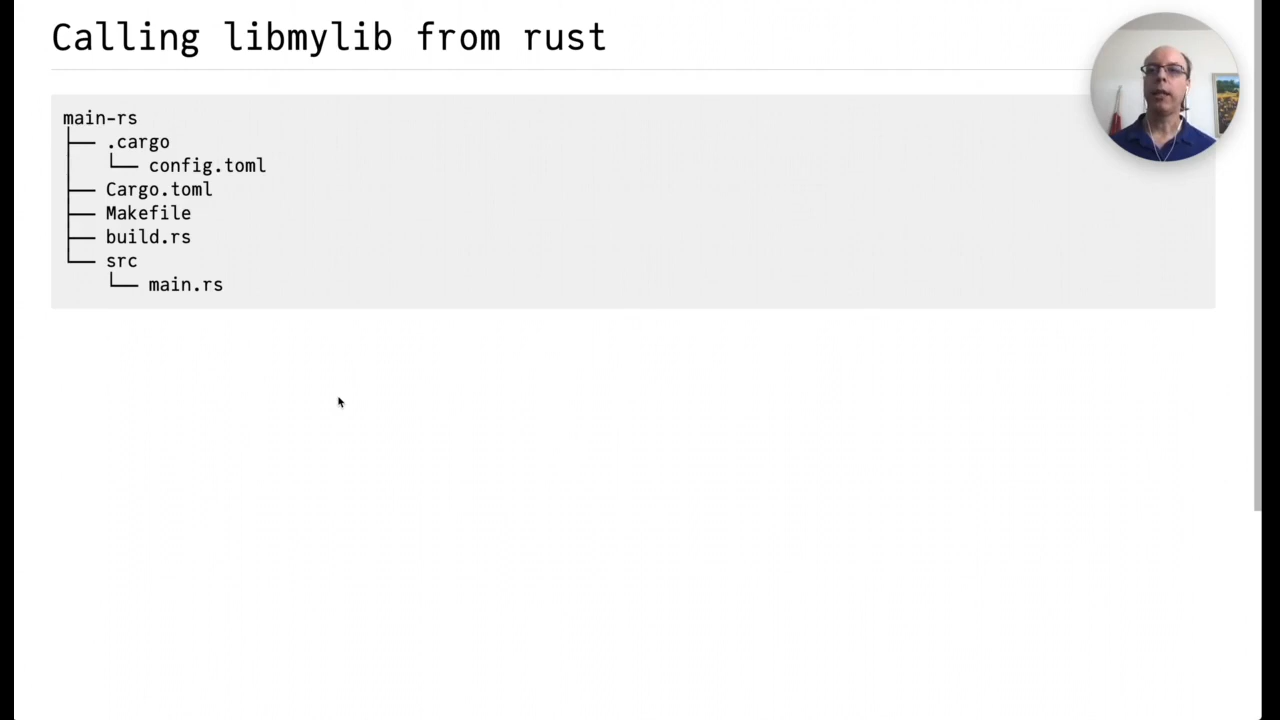 Calling libmylib from rust
main-rs
├── .cargo
│   └── config.toml
├── Cargo.toml
├── Makefile
├── build.rs
└── src
    └── main.rs